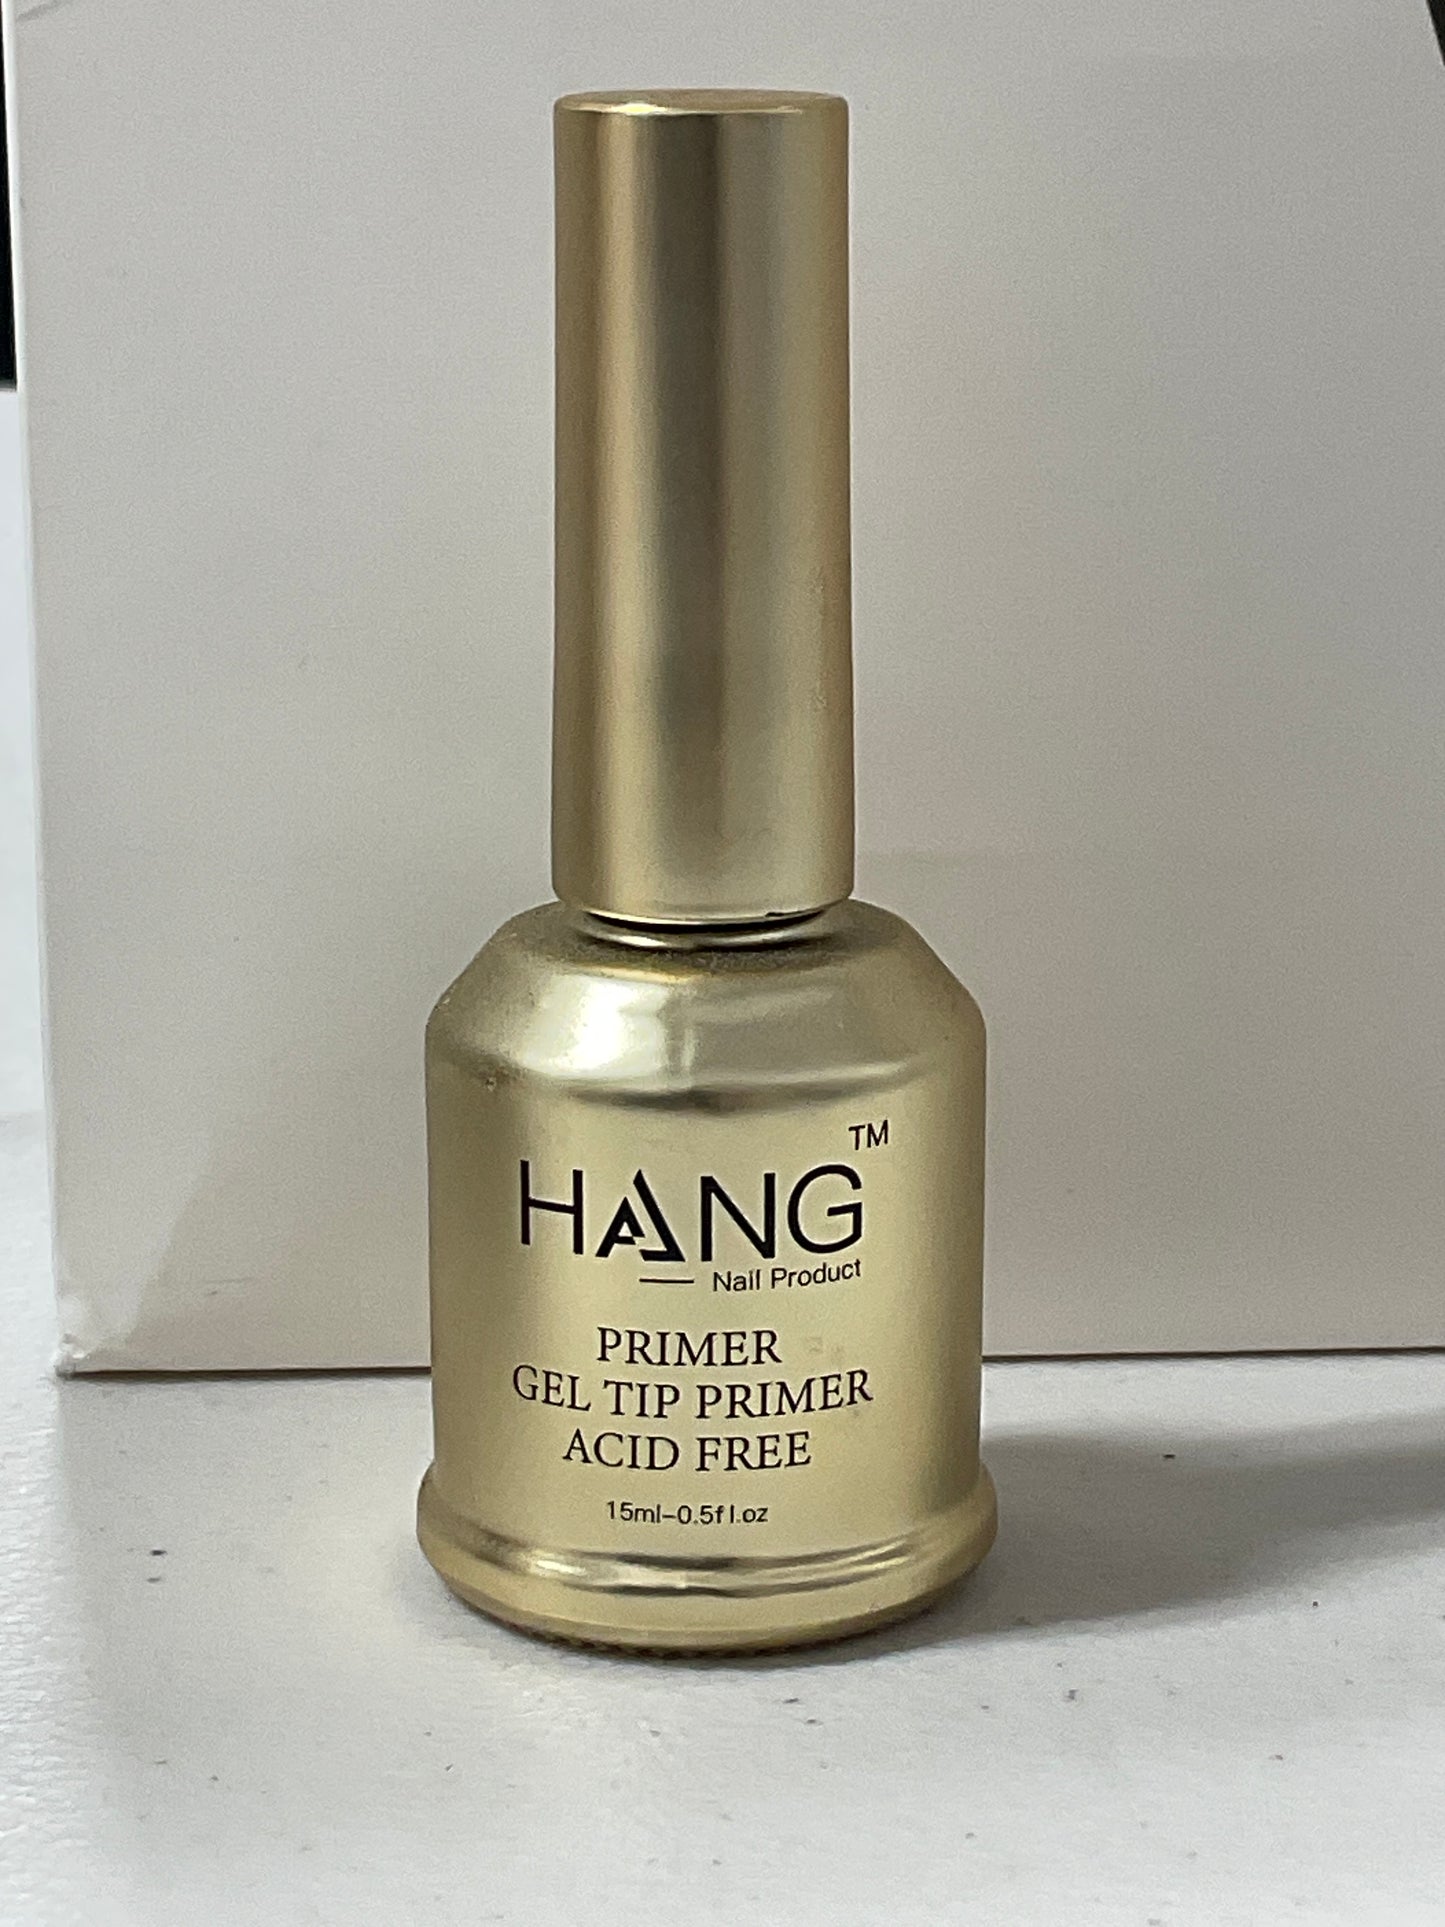 HANG™
Nail Product
PRIMER
GEL TIP PRIMER
ACID FREE
15ml-0.5fl.oz